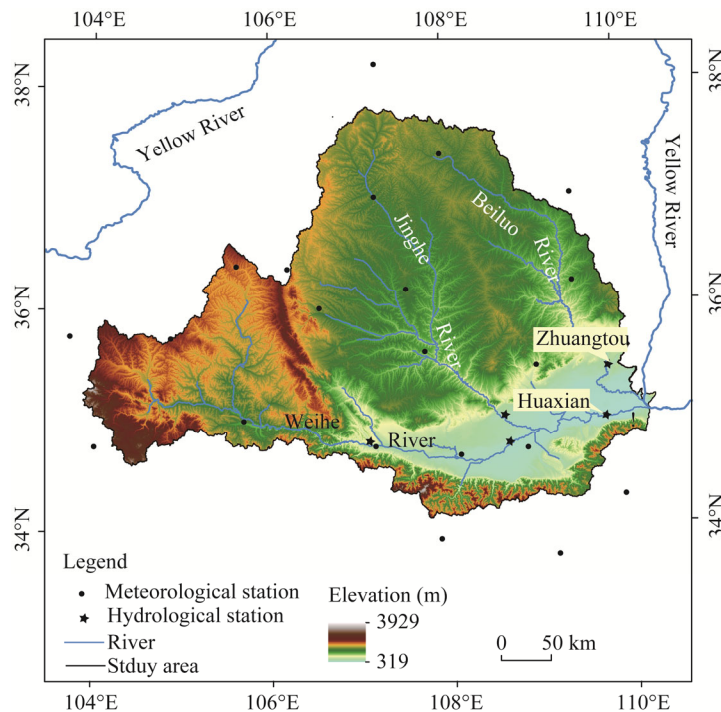 104°E 106°E 108°E 110°E
38°N 38°N
Yellow River
Yellow River
Beiluo
River
Jinghe
River
36°N 36°N
Zhuangtou
Huaxian
Weihe
River
34°N 34°N
Legend
Meteorological station
Hydrological station
River
Stduy area
Elevation (m)
3929
319
0 50 km
104°E 106°E 108°E 110°E